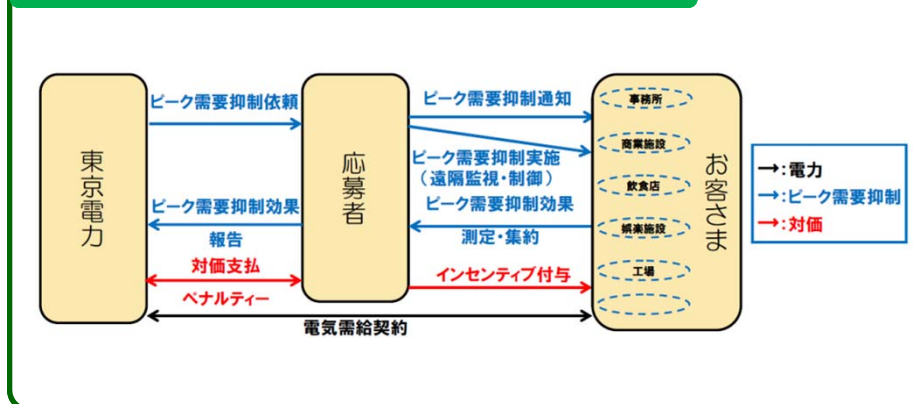 東京電力
ピーク需要抑制依頼
ピーク需要抑制効果
報告
対価支払
ペナルティー
応募者
ピーク需要抑制通知
ピーク需要抑制実施
（遠隔監視・制御）
ピーク需要抑制効果
測定・集約
インセンティブ付与
電気需給契約
事務所
商業施設
飲食店
娯楽施設
工場
お客さま
→：電力
→：ピーク需要抑制
→：対価